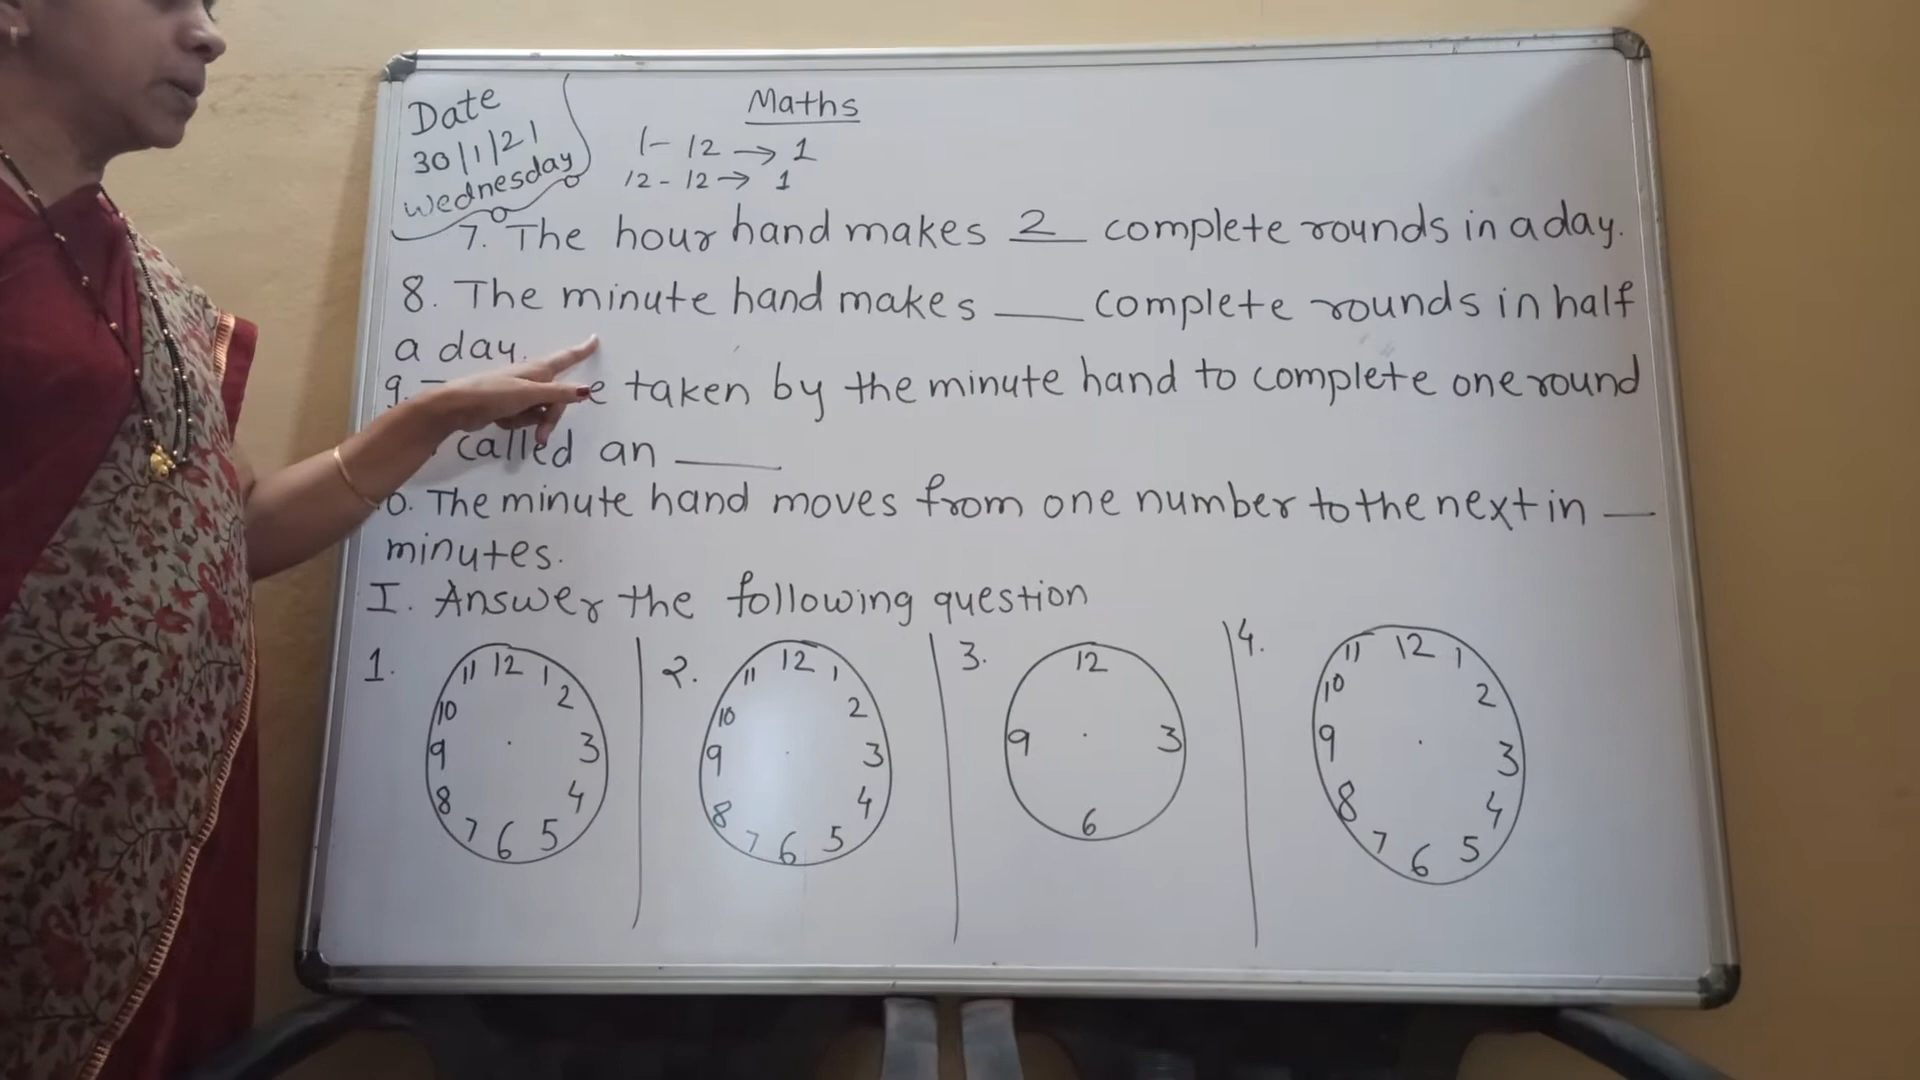 Date
30/1/21
Wednesday
Maths
1- 12 → 1
12 - 12 → 1
7. The hour hand makes 2 complete rounds in a day.
8. The minute hand makes ___ complete rounds in half
a day.
9. taken by the minute hand to complete one round
called an ___
0. The minute hand moves from one number to the next in __
minutes.
I. Answer the following question
1.
11 12 1
10 2
9 3
8 4
7 6 5
2.
11 12 1
10 2
9 3
8 4
7 6 5
3.
12
9 3
6
4.
11 12 1
10 2
9 3
8 4
7 6 5